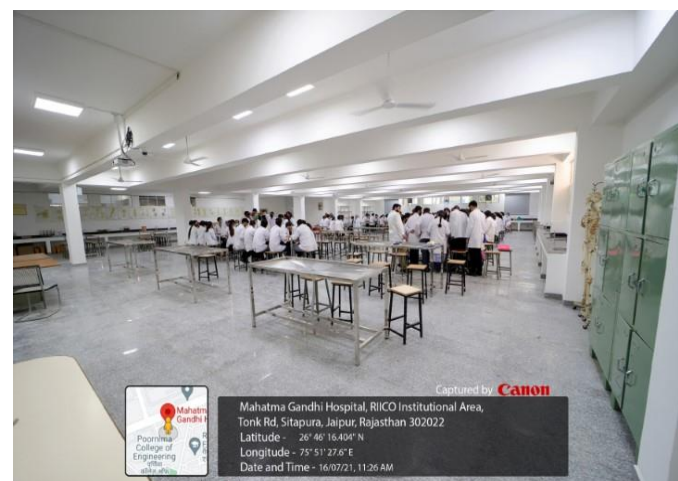 Captured by Canon
Mahatma Gandhi Hospital, RIICO Institutional Area,
Tonk Rd, Sitapura, Jaipur, Rajasthan 302022
Latitude - 26° 46' 16.404" N
Longitude - 75° 51' 27.6" E
Date and Time - 16/07/21, 11:26 AM
Mahatm
Gandhi H
Poornima
College of
Engineering